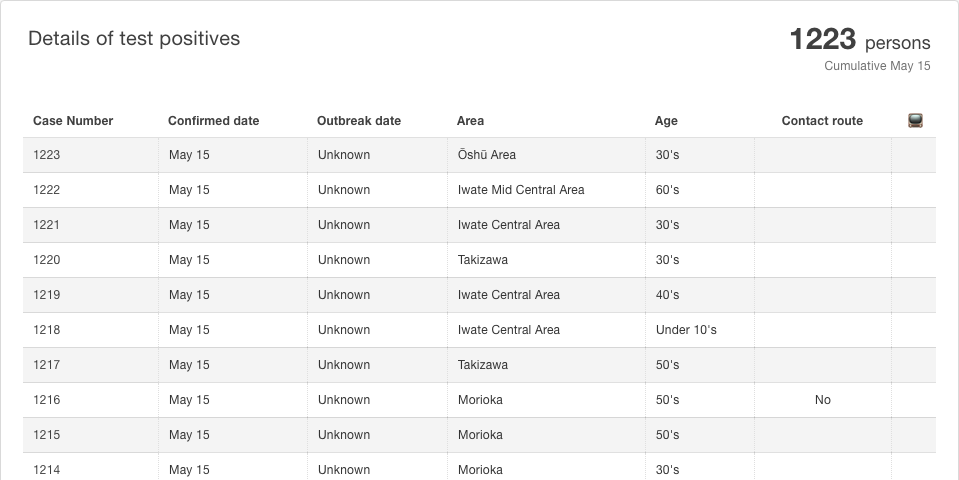 Details of test positives
1223 persons
Cumulative May 15
Case Number Confirmed date Outbreak date Area Age Contact route
1223 May 15 Unknown Ōshū Area 30's
1222 May 15 Unknown Iwate Mid Central Area 60's
1221 May 15 Unknown Iwate Central Area 30's
1220 May 15 Unknown Takizawa 30's
1219 May 15 Unknown Iwate Central Area 40's
1218 May 15 Unknown Iwate Central Area Under 10's
1217 May 15 Unknown Takizawa 50's
1216 May 15 Unknown Morioka 50's No
1215 May 15 Unknown Morioka 50's
1214 May 15 Unknown Morioka 30's